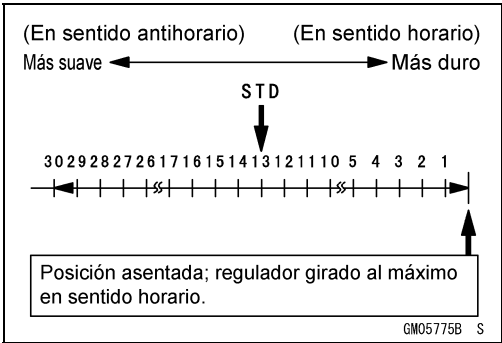 (En sentido antihorario) (En sentido horario)
Más suave Más duro
STD
30 29 28 27 26 17 16 15 14 13 12 11 10 5 4 3 2 1
Posición asentada; regulador girado al máximo
en sentido horario.
GM05775B S